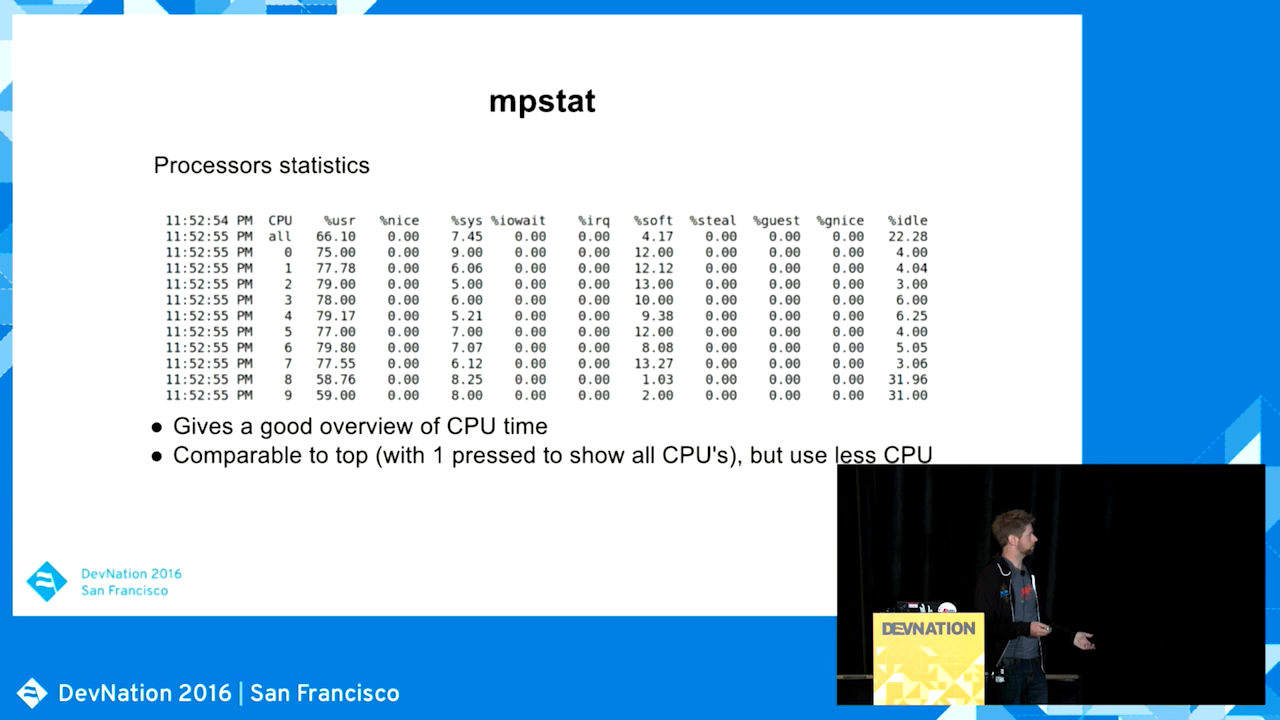 mpstat
Processors statistics
11:52:54 PM CPU %usr %nice %sys %iowait %irq %soft %steal %guest %gnice %idle
11:52:55 PM all 66.10 0.00 7.45 0.00 0.00 4.17 0.00 0.00 0.00 22.28
11:52:55 PM 0 75.00 0.00 9.00 0.00 0.00 12.00 0.00 0.00 0.00 4.00
11:52:55 PM 1 77.78 0.00 6.06 0.00 0.00 12.12 0.00 0.00 0.00 4.04
11:52:55 PM 2 79.00 0.00 5.00 0.00 0.00 13.00 0.00 0.00 0.00 3.00
11:52:55 PM 3 78.00 0.00 6.00 0.00 0.00 10.00 0.00 0.00 0.00 6.00
11:52:55 PM 4 79.17 0.00 5.21 0.00 0.00 9.38 0.00 0.00 0.00 6.25
11:52:55 PM 5 77.00 0.00 7.00 0.00 0.00 12.00 0.00 0.00 0.00 4.00
11:52:55 PM 6 79.80 0.00 7.07 0.00 0.00 8.08 0.00 0.00 0.00 5.05
11:52:55 PM 7 77.55 0.00 6.12 0.00 0.00 13.27 0.00 0.00 0.00 3.06
11:52:55 PM 8 58.76 0.00 8.25 0.00 0.00 1.03 0.00 0.00 0.00 31.96
11:52:55 PM 9 59.00 0.00 8.00 0.00 0.00 2.00 0.00 0.00 0.00 31.00
● Gives a good overview of CPU time
● Comparable to top (with 1 pressed to show all CPU's), but use less CPU
DevNation 2016
San Francisco
DEVNATION
DevNation 2016 | San Francisco